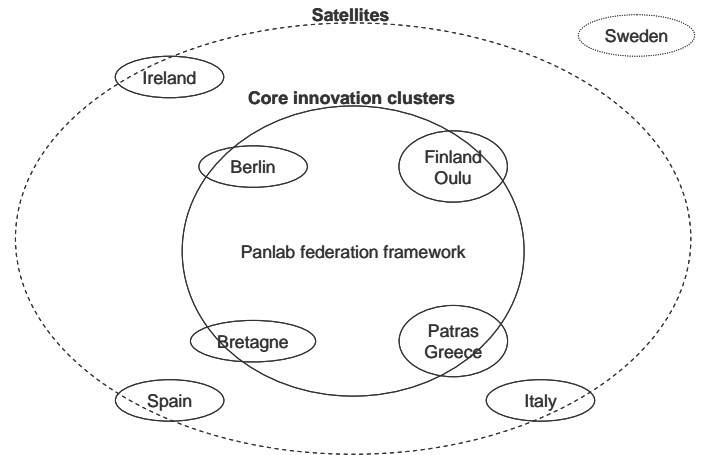 Satellites
Sweden
Ireland
Core innovation clusters
Berlin
Finland
Oulu
Panlab federation framework
Bretagne
Patras
Greece
Spain
Italy